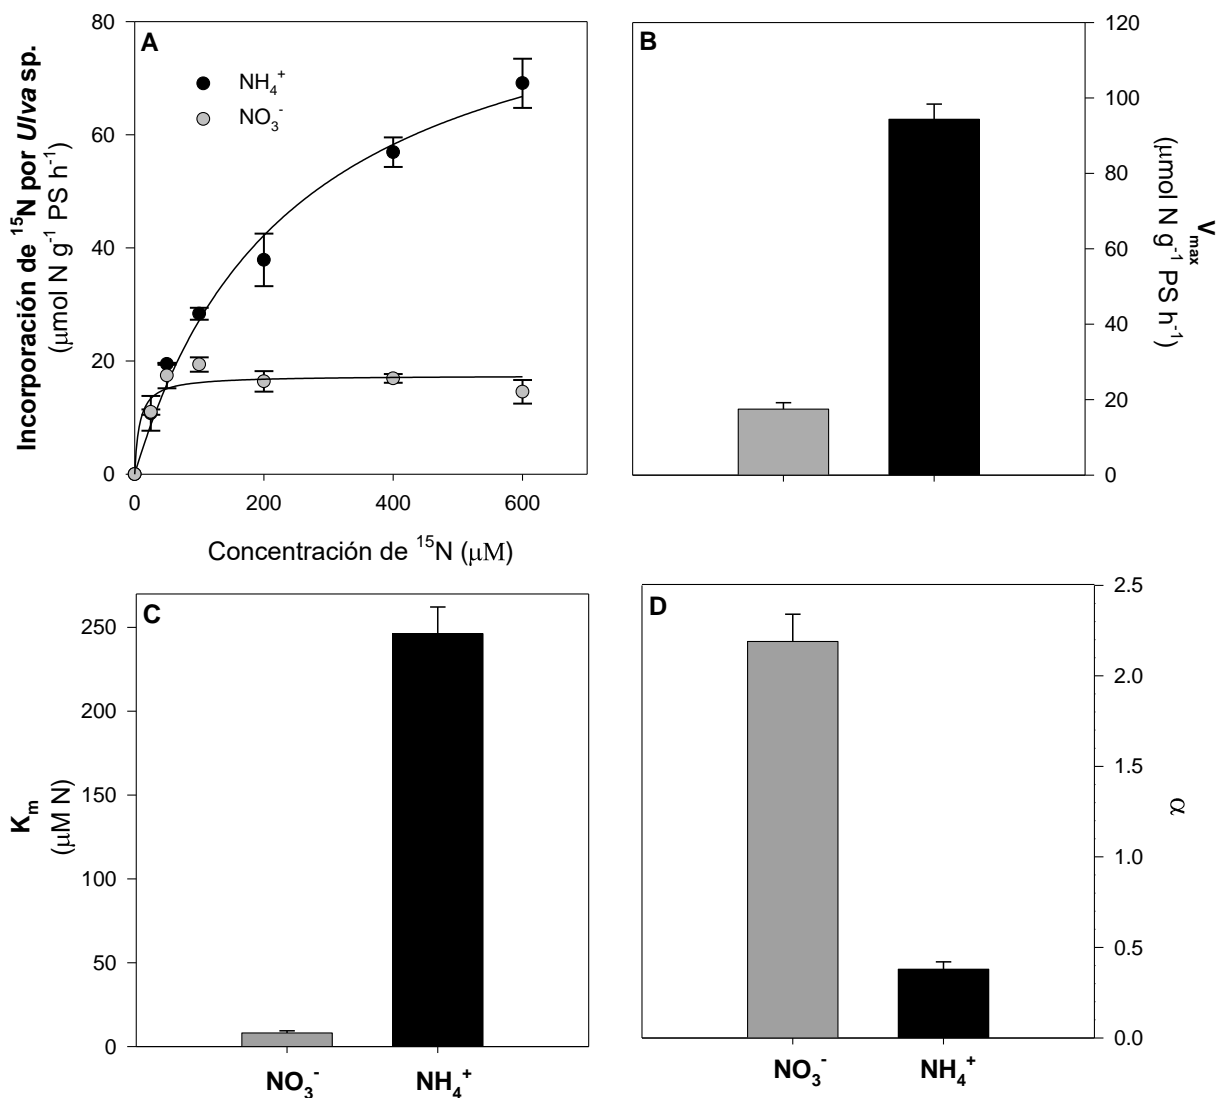 A
NH₄⁺
NO₃⁻
Incorporación de ¹⁵N por Ulva sp.
(μmol N g⁻¹ PS h⁻¹)
80
60
40
20
0
0 200 400 600
Concentración de ¹⁵N (μM)
B
120
100
80
60
40
20
0
Vmax
(μmol N g⁻¹ PS h⁻¹)
C
250
200
150
100
50
0
Km
(μM N)
NO₃⁻ NH₄⁺
D
2.5
2.0
1.5
1.0
0.5
0.0
α
NO₃⁻ NH₄⁺